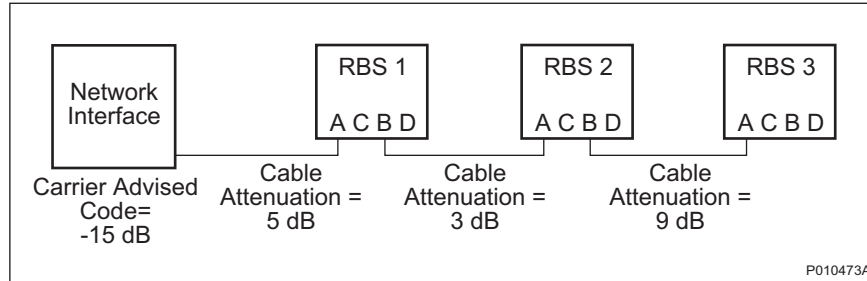 RBS 1
RBS 2
RBS 3
Network
Interface
A C B D
A C B D
A C B D
Carrier Advised
Code=
-15 dB
Cable
Attenuation =
5 dB
Cable
Attenuation =
3 dB
Cable
Attenuation =
9 dB
P010473A